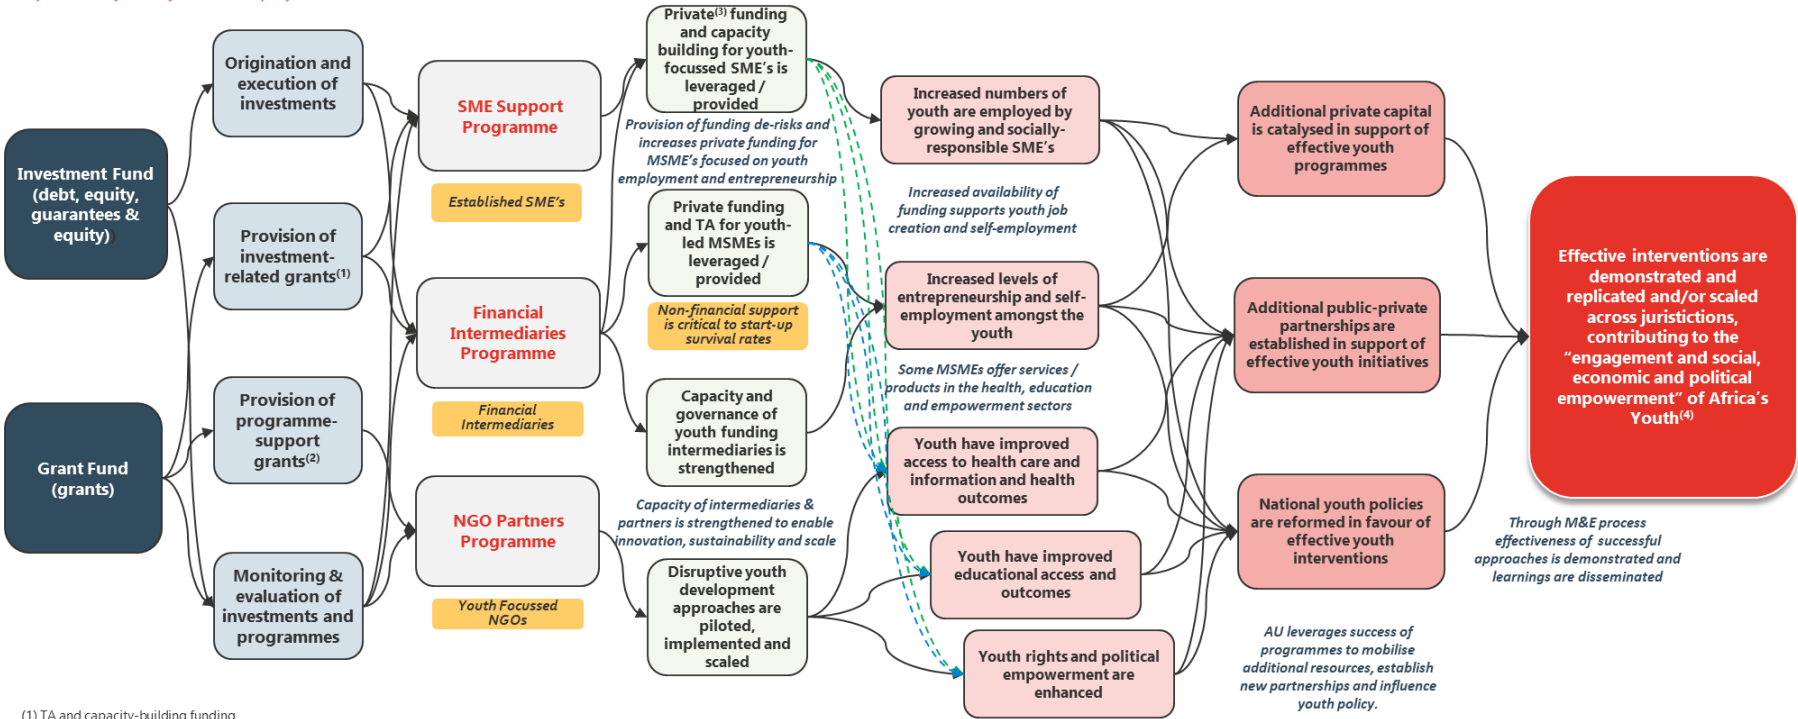 Investment Fund
(debt, equity,
guarantees &
equity))
Grant Fund
(grants)
Origination and
execution of
investments
Provision of
investment-
related grants(1)
Provision of
programme-
support
grants(2)
Monitoring &
evaluation of
investments and
programmes
SME Support
Programme
Established SME's
Financial
Intermediaries
Programme
Financial
Intermediaries
NGO Partners
Programme
Youth Focussed
NGOs
Private(3) funding
and capacity
building for youth-
focussed SME's is
leveraged /
provided
Provision of funding de-risks and
increases private funding for
MSME's focused on youth
employment and entrepreneurship
Private funding
and TA for youth-
led MSMEs is
leveraged /
provided
Non-financial support
is critical to start-up
survival rates
Capacity and
governance of
youth funding
intermediaries is
strengthened
Capacity of intermediaries &
partners is strengthened to enable
innovation, sustainability and scale
Disruptive youth
development
approaches are
piloted,
implemented and
scaled
Increased numbers of
youth are employed by
growing and socially-
responsible SME's
Increased availability of
funding supports youth job
creation and self-employment
Increased levels of
entrepreneurship and self-
employment amongst the
youth
Some MSMEs offer services /
products in the health, education
and empowerment sectors
Youth have improved
access to health care and
information and health
outcomes
Youth have improved
educational access and
outcomes
Youth rights and political
empowerment are
enhanced
Additional private capital
is catalysed in support of
effective youth
programmes
Additional public-private
partnerships are
established in support of
effective youth initiatives
National youth policies
are reformed in favour of
effective youth
interventions
AU leverages success of
programmes to mobilise
additional resources, establish
new partnerships and influence
youth policy.
Effective interventions are
demonstrated and
replicated and/or scaled
across juristictions,
contributing to the
"engagement and social,
economic and political
empowerment" of Africa's
Youth(4)
Through M&E process
effectiveness of successful
approaches is demonstrated and
learnings are disseminated
(1) TA and capacity-building funding